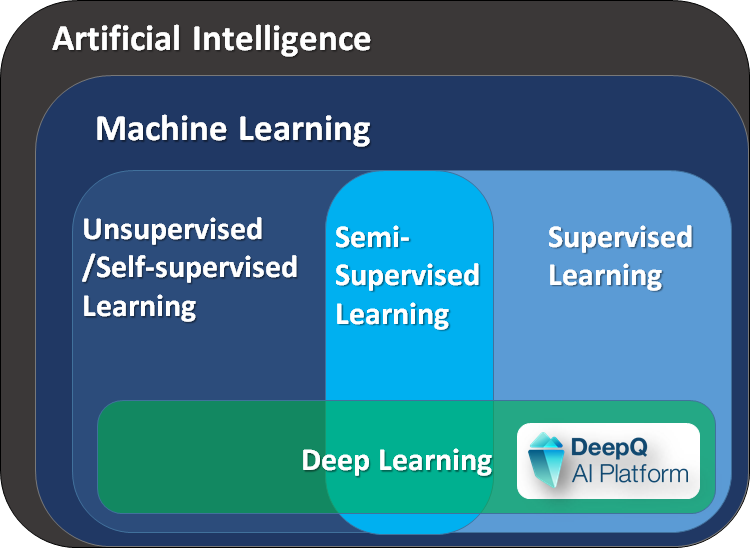 Artificial Intelligence
Machine Learning
Unsupervised
/Self-supervised
Learning
Semi-
Supervised
Learning
Supervised
Learning
Deep Learning
DeepQ
AI Platform